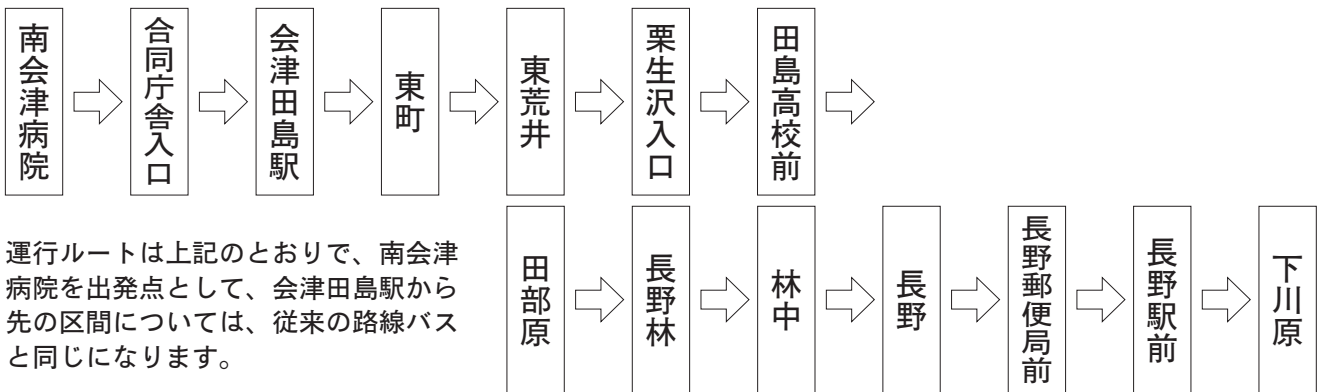 南会津病院
合同庁舎入口
会津田島駅
東町
東荒井
栗生沢入口
田島高校前
田部原
長野林
林中
長野
長野郵便局前
長野駅前
下川原
運行ルートは上記のとおりで、南会津
病院を出発点として、会津田島駅から
先の区間については、従来の路線バス
と同じになります。